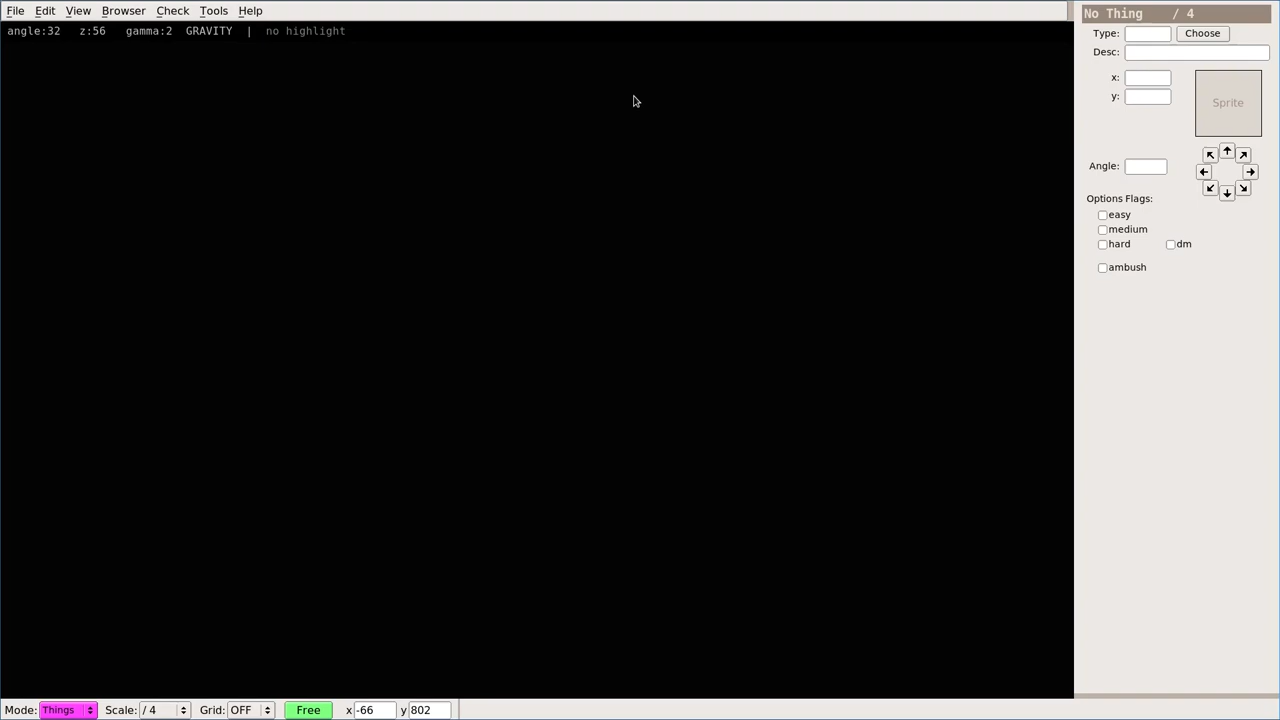 File Edit View Browser Check Tools Help
angle:32 z:56 gamma:2 GRAVITY | no highlight
No Thing / 4
Type: Choose
Desc:
x:
y:
Sprite
Angle:
Options Flags:
easy
medium
hard dm
ambush
Mode: Things Scale: / 4 Grid: OFF Free x -66 y 802